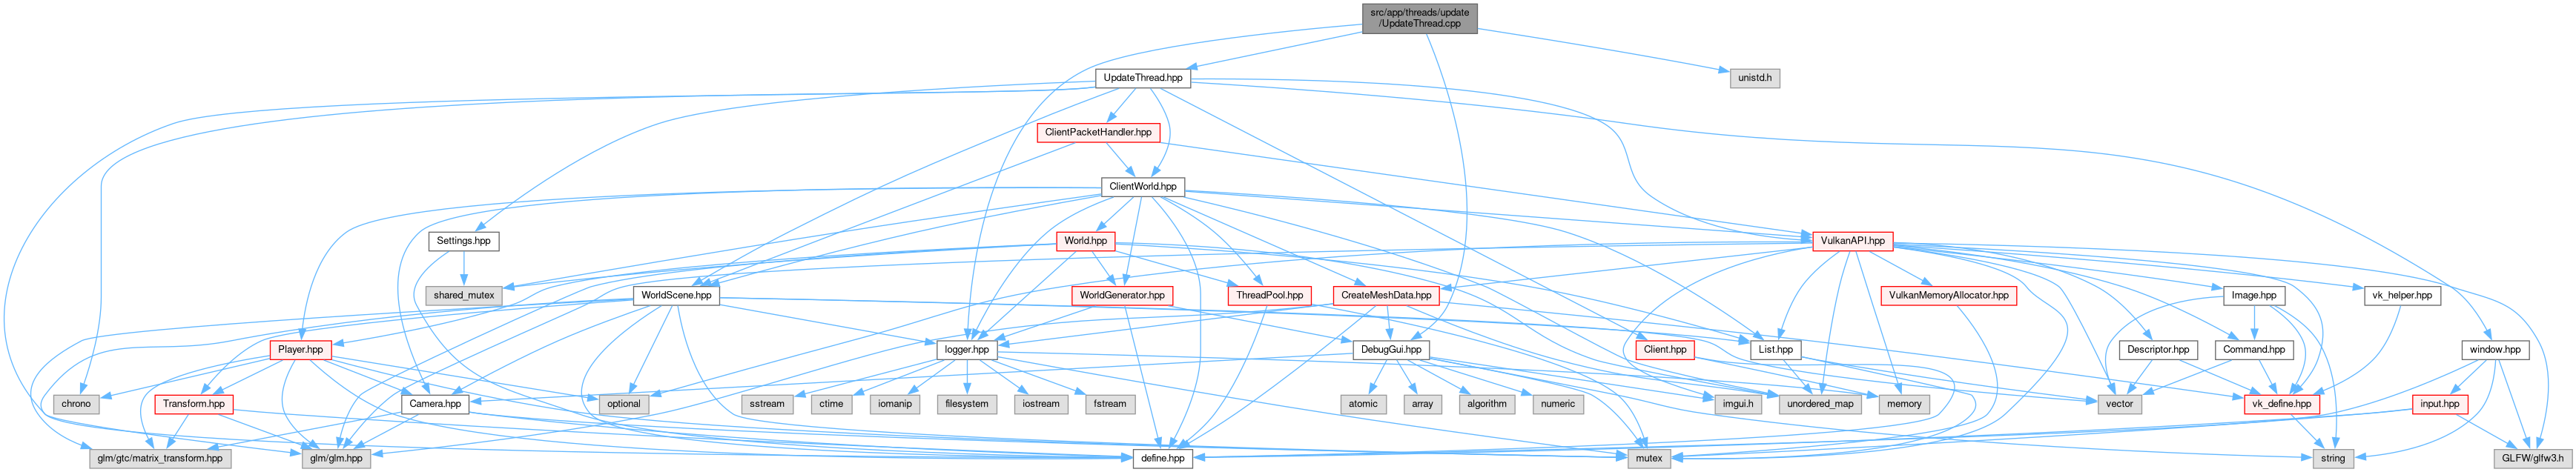 src/app/threads/update
/UpdateThread.cpp
UpdateThread.hpp
unistd.h
ClientPacketHandler.hpp
ClientWorld.hpp
Settings.hpp
World.hpp
VulkanAPI.hpp
shared_mutex
WorldScene.hpp
WorldGenerator.hpp
ThreadPool.hpp
CreateMeshData.hpp
VulkanMemoryAllocator.hpp
Image.hpp
vk_helper.hpp
Player.hpp
logger.hpp
Client.hpp
DebugGui.hpp
List.hpp
Descriptor.hpp
Command.hpp
window.hpp
chrono
Transform.hpp
Camera.hpp
optional
sstream
ctime
iomanip
filesystem
iostream
fstream
atomic
array
algorithm
numeric
imgui.h
unordered_map
memory
vector
vk_define.hpp
input.hpp
glm/gtc/matrix_transform.hpp
glm/glm.hpp
define.hpp
mutex
string
GLFW/glfw3.h